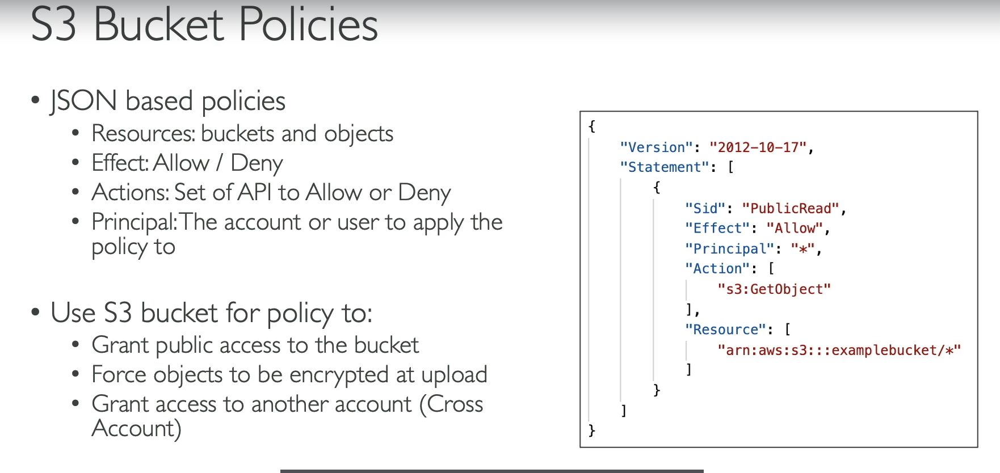 S3 Bucket Policies
• JSON based policies
• Resources: buckets and objects
• Effect: Allow / Deny
• Actions: Set of API to Allow or Deny
• Principal: The account or user to apply the
policy to
• Use S3 bucket for policy to:
• Grant public access to the bucket
• Force objects to be encrypted at upload
• Grant access to another account (Cross
Account)
{
"Version": "2012-10-17",
"Statement": [
{
"Sid": "PublicRead",
"Effect": "Allow",
"Principal": "*",
"Action": [
"s3:GetObject"
],
"Resource": [
"arn:aws:s3:::examplebucket/*"
]
}
]
}